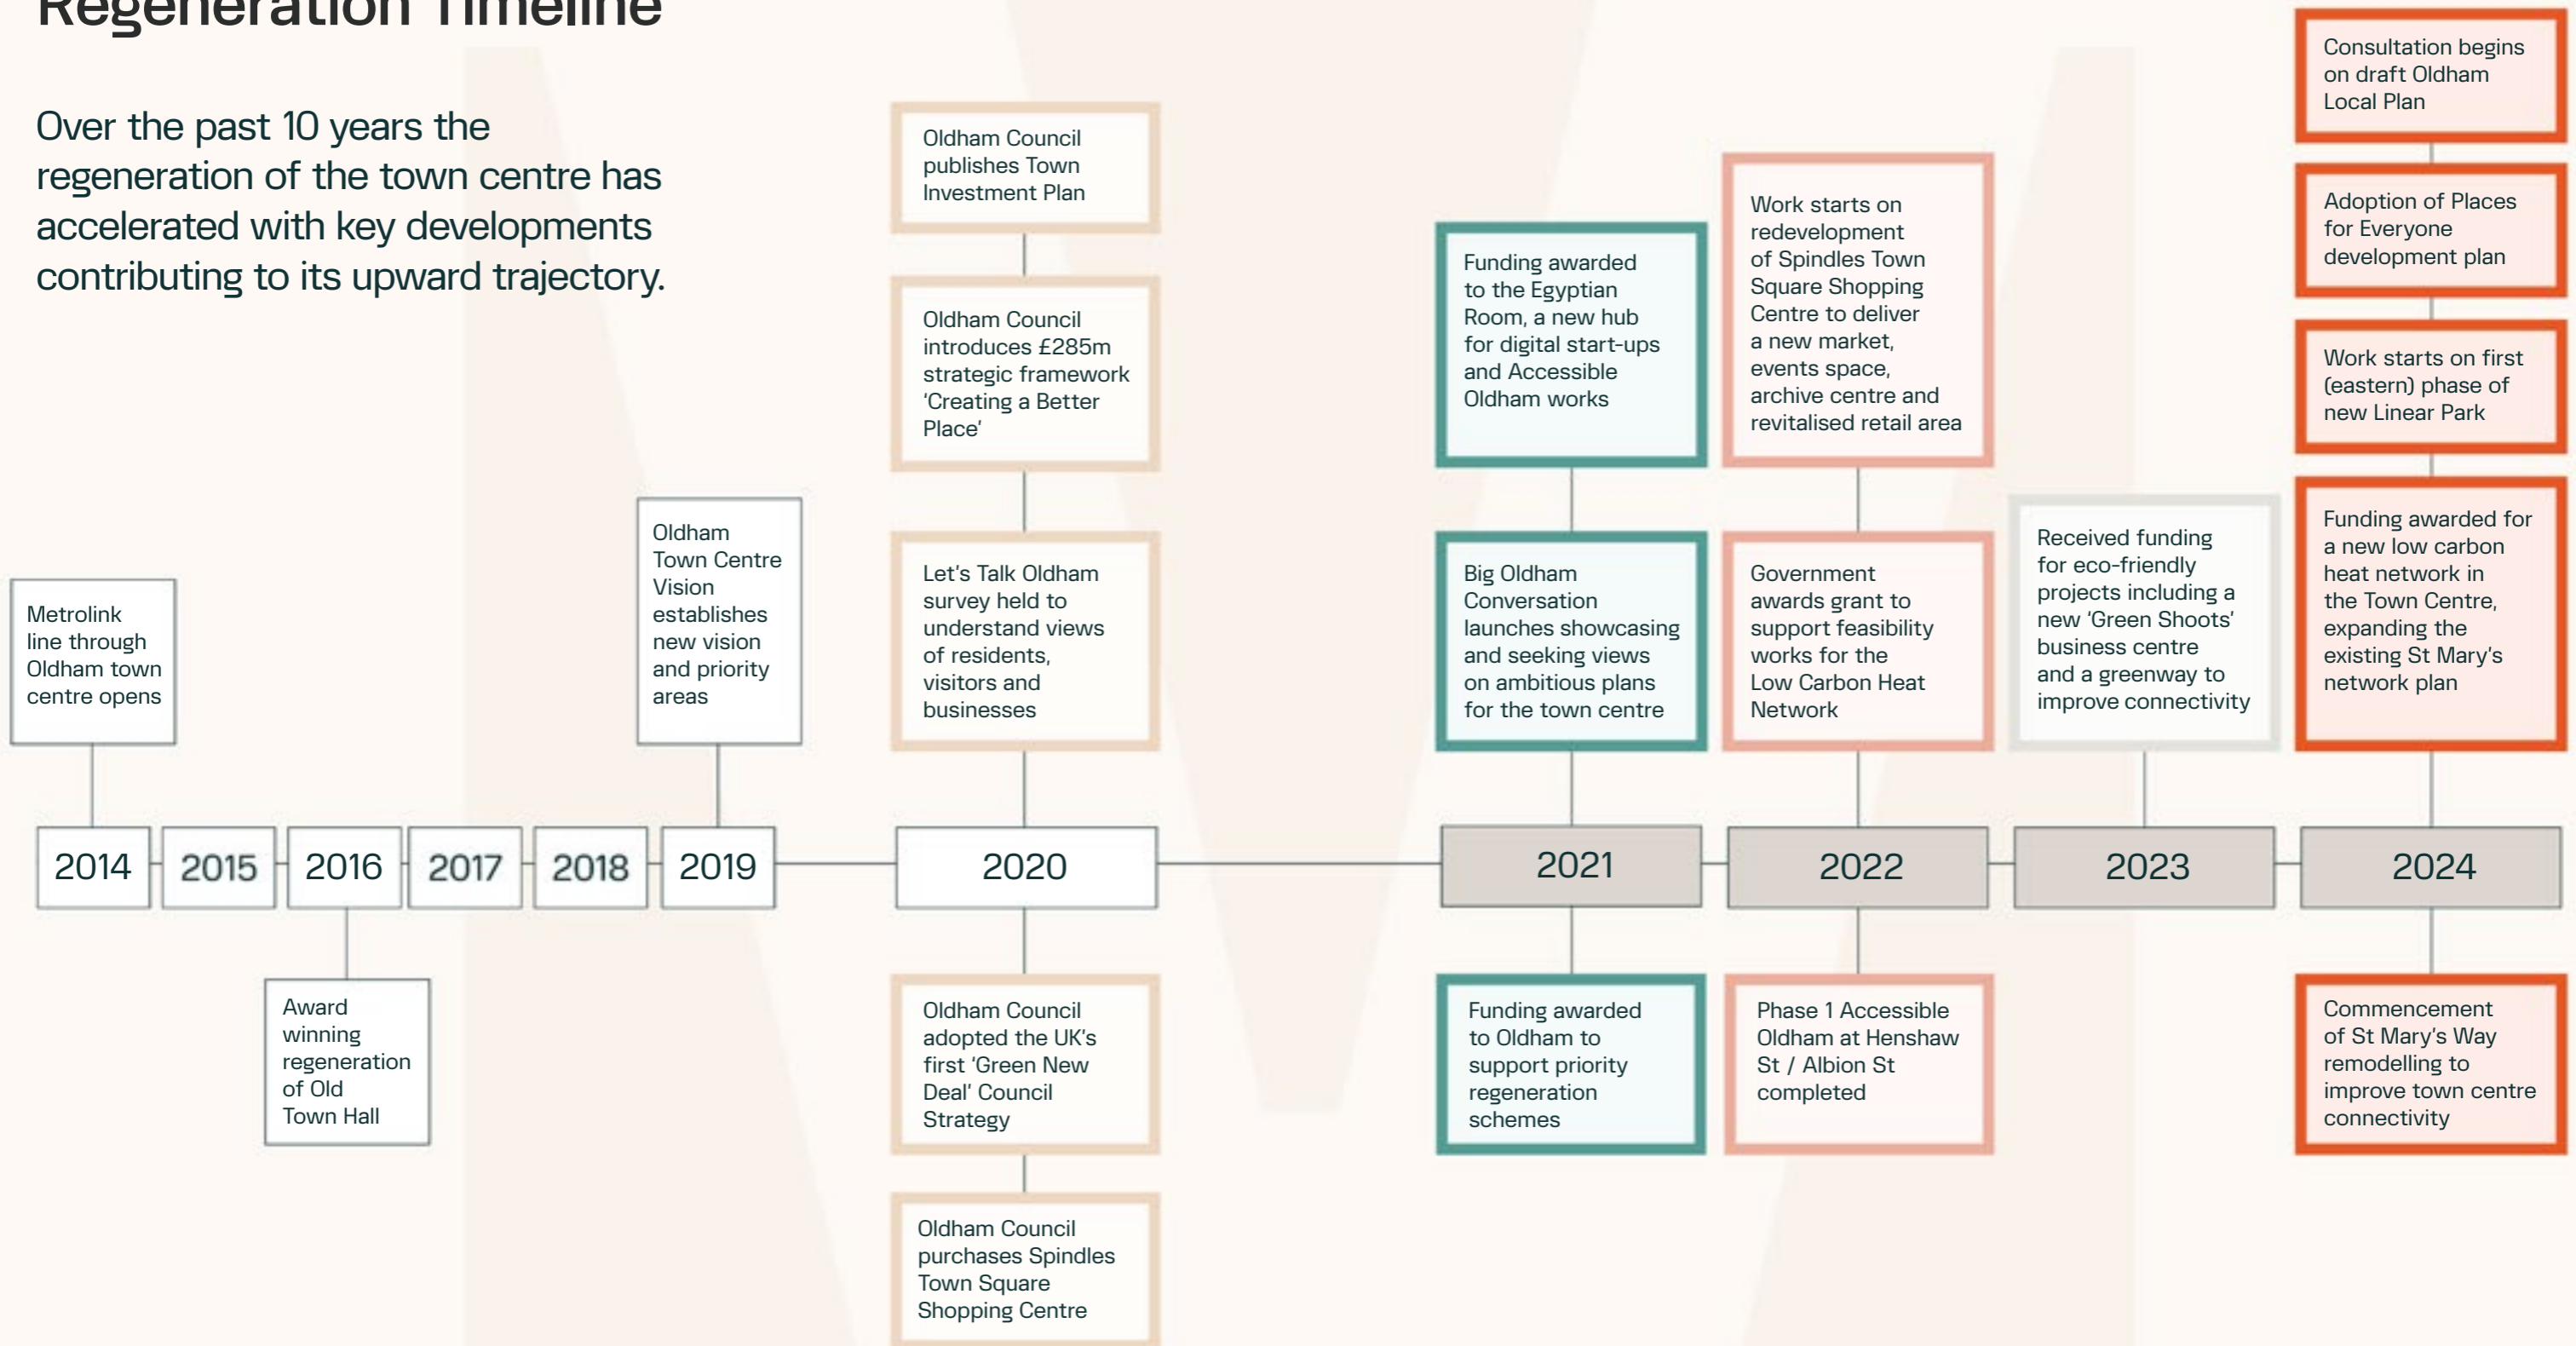 Regeneration Timeline
Over the past 10 years the
regeneration of the town centre has
accelerated with key developments
contributing to its upward trajectory.
Metrolink
line through
Oldham town
centre opens
Oldham
Town Centre
Vision
establishes
new vision
and priority
areas
Oldham Council
publishes Town
Investment Plan
Oldham Council
introduces £285m
strategic framework
‘Creating a Better
Place’
Let’s Talk Oldham
survey held to
understand views
of residents,
visitors and
businesses
Funding awarded
to the Egyptian
Room, a new hub
for digital start-ups
and Accessible
Oldham works
Big Oldham
Conversation
launches showcasing
and seeking views
on ambitious plans
for the town centre
Work starts on
redevelopment
of Spindles Town
Square Shopping
Centre to deliver
a new market,
events space,
archive centre and
revitalised retail area
Government
awards grant to
support feasibility
works for the
Low Carbon Heat
Network
Received funding
for eco-friendly
projects including a
new ‘Green Shoots’
business centre
and a greenway to
improve connectivity
Consultation begins
on draft Oldham
Local Plan
Adoption of Places
for Everyone
development plan
Work starts on first
(eastern) phase of
new Linear Park
Funding awarded for
a new low carbon
heat network in
the Town Centre,
expanding the
existing St Mary’s
network plan
2014
2015
2016
2017
2018
2019
2020
2021
2022
2023
2024
Award
winning
regeneration
of Old
Town Hall
Oldham Council
adopted the UK’s
first ‘Green New
Deal’ Council
Strategy
Oldham Council
purchases Spindles
Town Square
Shopping Centre
Funding awarded
to Oldham to
support priority
regeneration
schemes
Phase 1 Accessible
Oldham at Henshaw
St / Albion St
completed
Commencement
of St Mary’s Way
remodelling to
improve town centre
connectivity